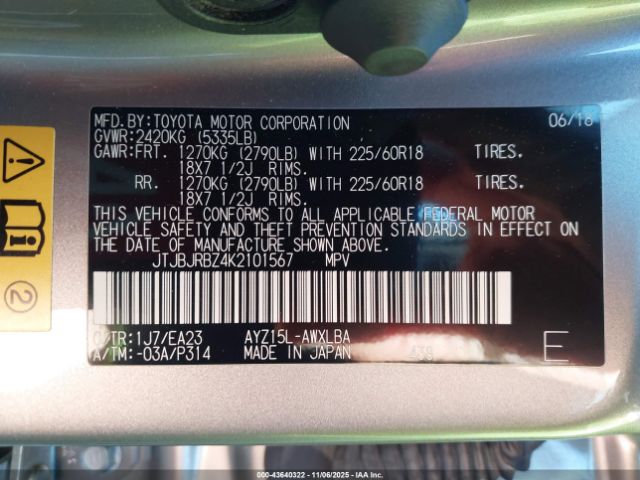 MFD.BY:TOYOTA MOTOR CORPORATION 06/18
GVWR:2420KG (5335LB)
GAWR:FRT. 1270KG (2790LB) WITH 225/60R18 TIRES.
18X7 1/2J RIMS.
RR. 1270KG (2790LB) WITH 225/60R18 TIRES.
18X7 1/2J RIMS.
THIS VEHICLE CONFORMS TO ALL APPLICABLE FEDERAL MOTOR
VEHICLE SAFETY AND THEFT PREVENTION STANDARDS IN EFFECT ON
THE DATE OF MANUFACTURE SHOWN ABOVE.
JTJBJRBZ4K2101567 MPV
C/TR:1J7/EA23 AYZ15L-AWXLBA
A/TM:-03A/P314 MADE IN JAPAN 439 E
2
000-43640322 - 11/06/2025 - IAA Inc.